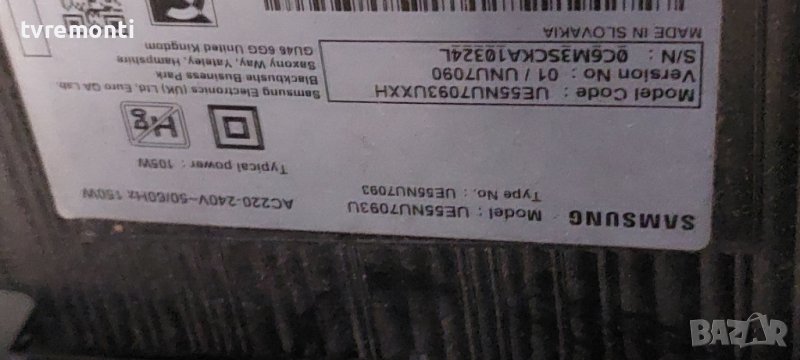 tvremonti
SAMSUNG
Model : UE55NU7093U
Type No. : UE55NU7093
AC220-240V~50/60Hz 150W
Typical power : 105W
Hg
Model Code : UE55NU7093UXXH
Version No : 01 / UNU7090
S/N : 0C6M3SCKA10324L
MADE IN SLOVAKIA
Samsung Electronics (UK) Ltd, Euro QA Lab.
Blackbushe Business Park
Saxony Way, Yateley, Hampshire
GU46 6GG United Kingdom
BAZAR